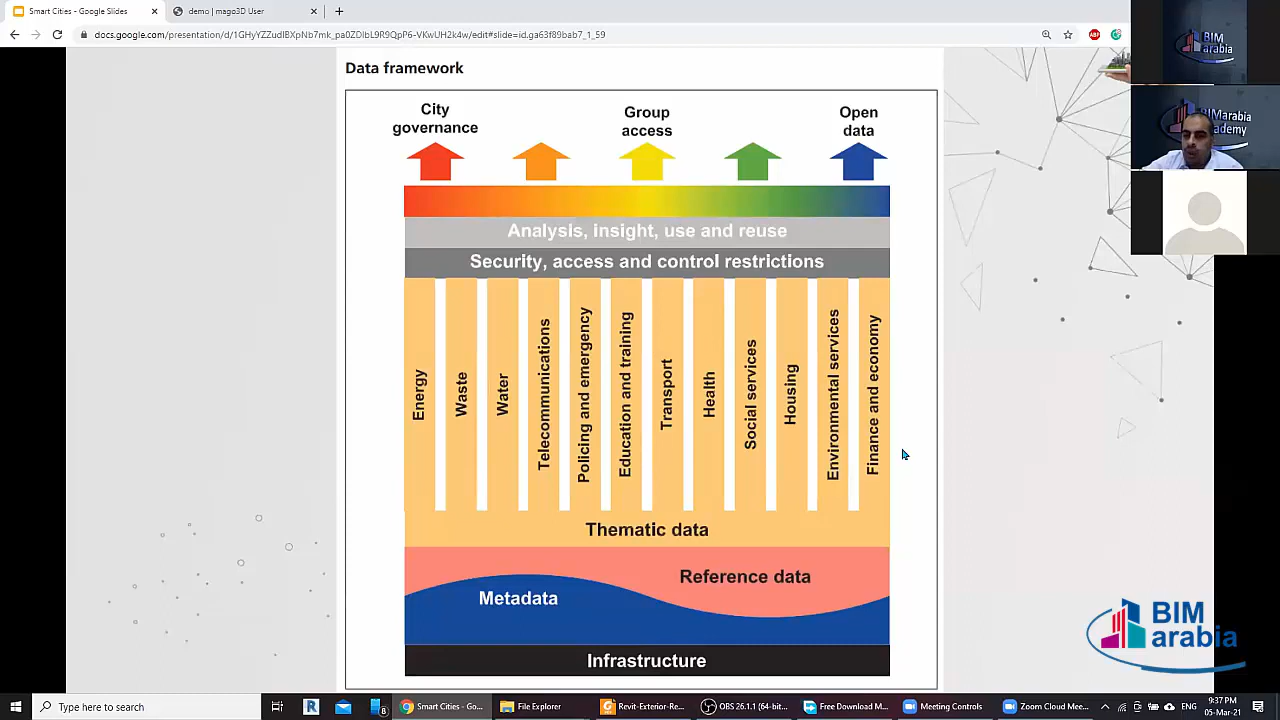 Smart Cities - Google Slides
demo | mago3D User
docs.google.com/presentation/d/1GHyYZZudIBXpNb7mk_pa0ZDIbL9R9QpP6-VKwUH2k4w/edit#slide=id.ga63f89bab7_1_59
ABP
Data framework
City
governance
Group
access
Open
data
Analysis, insight, use and reuse
Security, access and control restrictions
Energy
Waste
Water
Telecommunications
Policing and emergency
Education and training
Transport
Health
Social services
Housing
Environmental services
Finance and economy
Thematic data
Reference data
Metadata
Infrastructure
BIM
arabia
BIMarabia
Academy
BIM
arabia
Type here to search
Smart Cities - Go...
File Explorer
Revit-Exterior-Re...
OBS 26.1.1 (64-bit...
Free Download M...
Meeting Controls
Zoom Cloud Mee...
9:37 PM
05-Mar-21